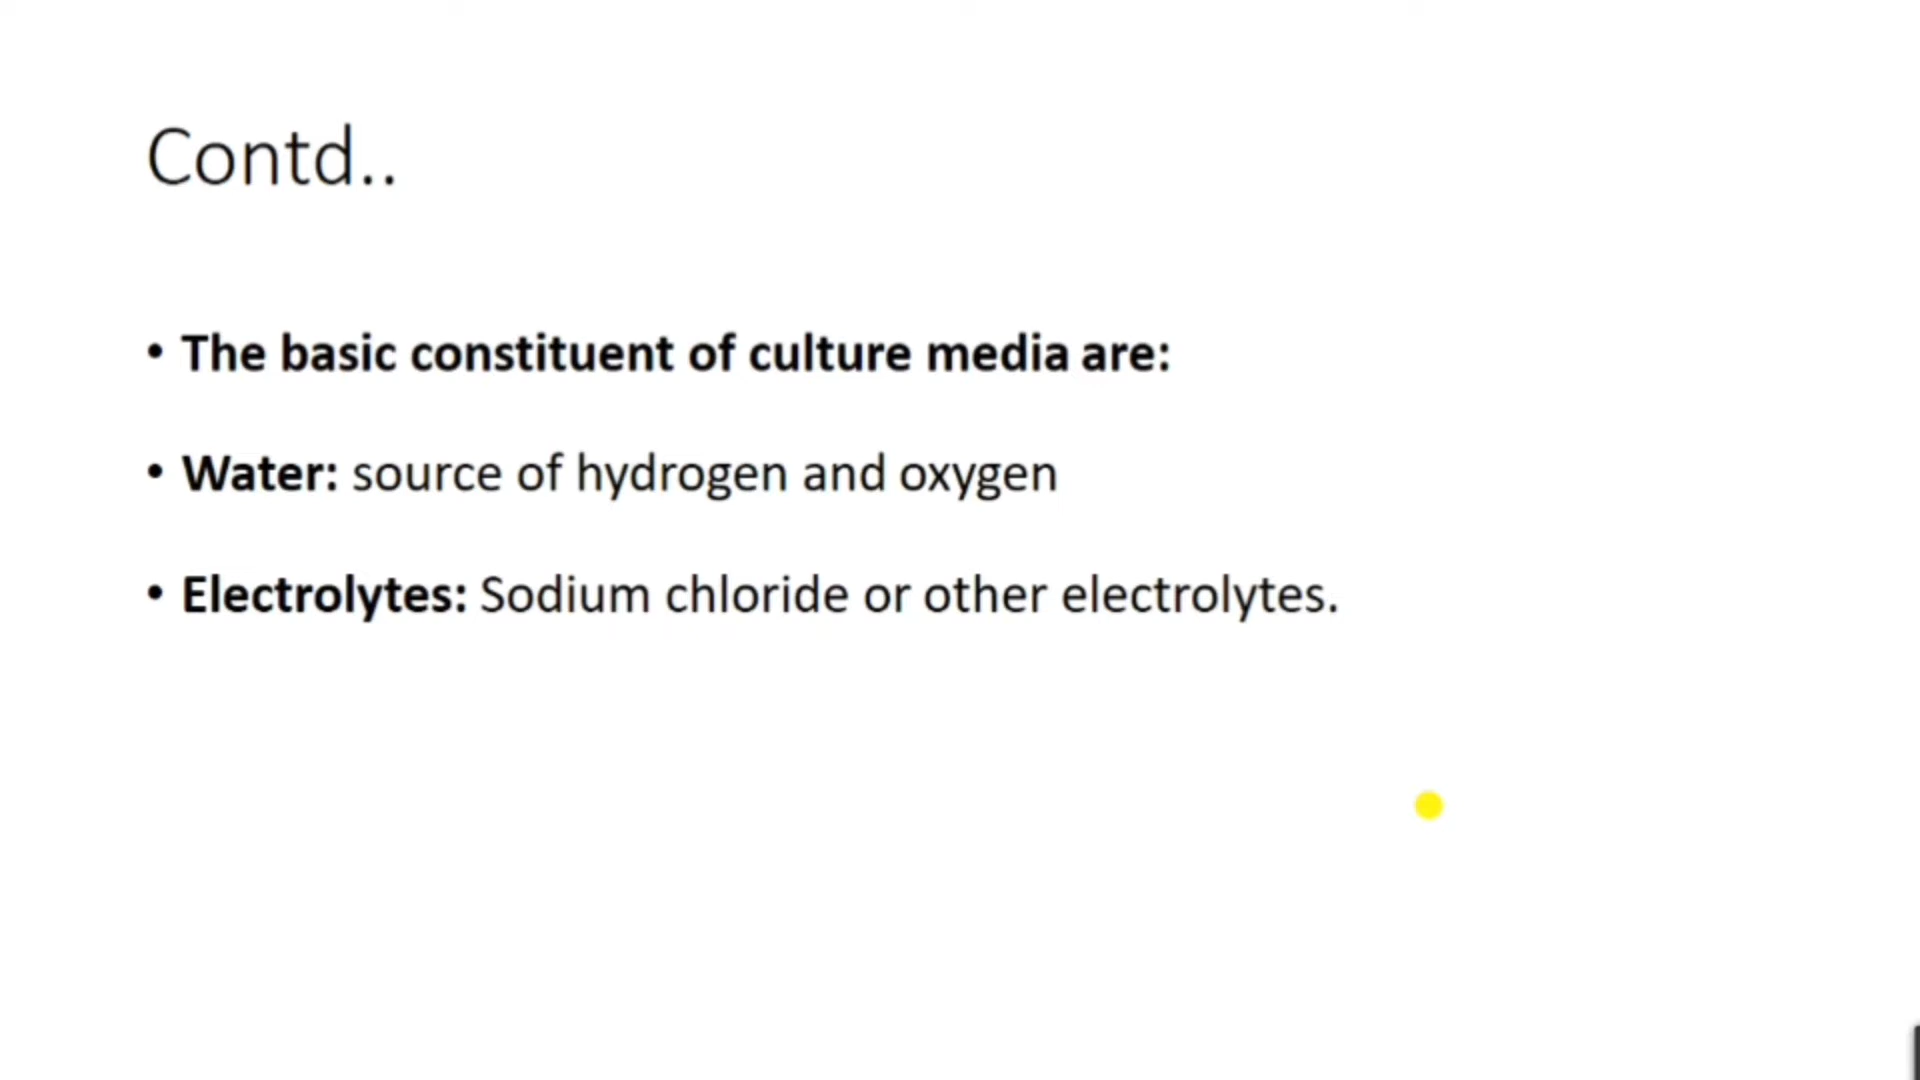 Contd..
• The basic constituent of culture media are:
• Water: source of hydrogen and oxygen
• Electrolytes: Sodium chloride or other electrolytes.